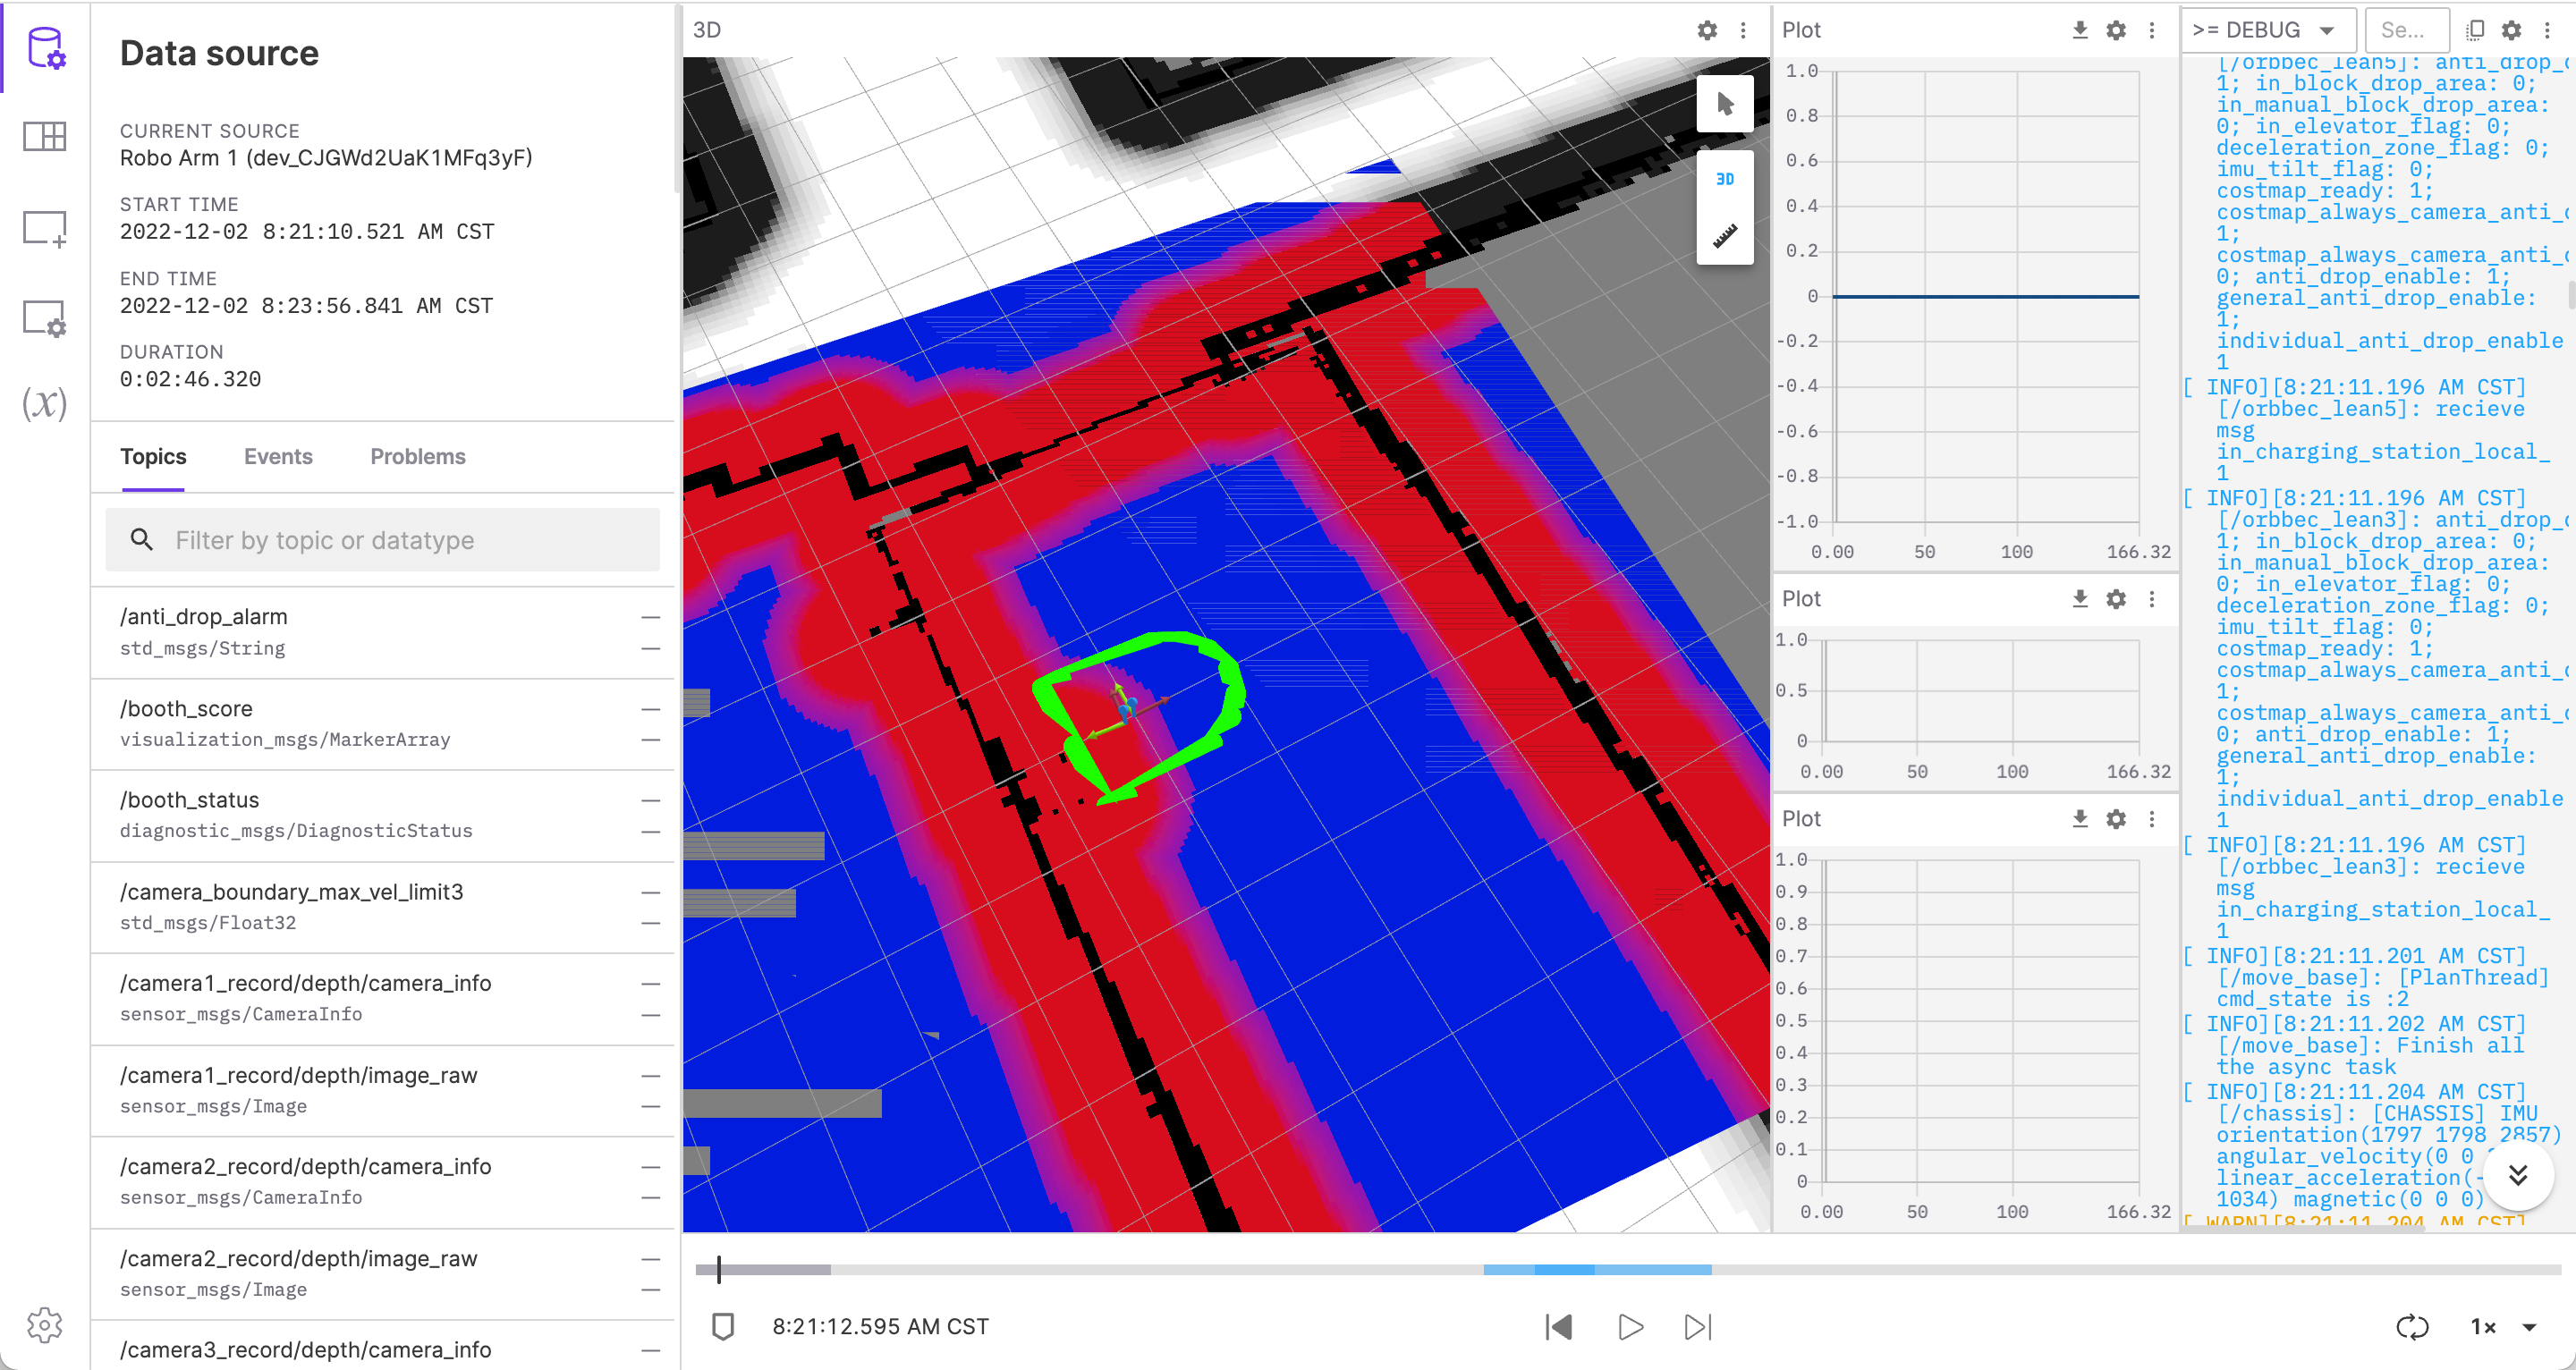 Data source
CURRENT SOURCE
Robo Arm 1 (dev_CJGWd2UaK1MFq3yF)
START TIME
2022-12-02 8:21:10.521 AM CST
END TIME
2022-12-02 8:23:56.841 AM CST
DURATION
0:02:46.320
Topics Events Problems
Filter by topic or datatype
/anti_drop_alarm
std_msgs/String
/booth_score
visualization_msgs/MarkerArray
/booth_status
diagnostic_msgs/DiagnosticStatus
/camera_boundary_max_vel_limit3
std_msgs/Float32
/camera1_record/depth/camera_info
sensor_msgs/CameraInfo
/camera1_record/depth/image_raw
sensor_msgs/Image
/camera2_record/depth/camera_info
sensor_msgs/CameraInfo
/camera2_record/depth/image_raw
sensor_msgs/Image
/camera3_record/depth/camera_info
(x)
3D
3D
8:21:12.595 AM CST
1×
Plot
1.0
0.8
0.6
0.4
0.2
0
-0.2
-0.4
-0.6
-0.8
-1.0
0.00 50 100 166.32
Plot
1.0
0.5
0
0.00 50 100 166.32
Plot
1.0
0.9
0.8
0.7
0.6
0.5
0.4
0.3
0.2
0.1
0
0.00 50 100 166.32
>= DEBUG Se...
[/orbbec_lean5]: anti_drop_
1; in_block_drop_area: 0;
in_manual_block_drop_area:
0; in_elevator_flag: 0;
deceleration_zone_flag: 0;
imu_tilt_flag: 0;
costmap_ready: 1;
costmap_always_camera_anti_
1;
costmap_always_camera_anti_
0; anti_drop_enable: 1;
general_anti_drop_enable:
1;
individual_anti_drop_enable
1
[ INFO][8:21:11.196 AM CST]
[/orbbec_lean5]: recieve
msg
in_charging_station_local_
1
[ INFO][8:21:11.196 AM CST]
[/orbbec_lean3]: anti_drop_
1; in_block_drop_area: 0;
in_manual_block_drop_area:
0; in_elevator_flag: 0;
deceleration_zone_flag: 0;
imu_tilt_flag: 0;
costmap_ready: 1;
costmap_always_camera_anti_
1;
costmap_always_camera_anti_
0; anti_drop_enable: 1;
general_anti_drop_enable:
1;
individual_anti_drop_enable
1
[ INFO][8:21:11.196 AM CST]
[/orbbec_lean3]: recieve
msg
in_charging_station_local_
1
[ INFO][8:21:11.201 AM CST]
[/move_base]: [PlanThread]
cmd_state is :2
[ INFO][8:21:11.202 AM CST]
[/move_base]: Finish all
the async task
[ INFO][8:21:11.204 AM CST]
[/chassis]: [CHASSIS] IMU
orientation(1797 1798 2857)
angular_velocity(0 0
linear_acceleration(-
1034) magnetic(0 0 0)
[ WARN][8:21:11.204 AM CST]